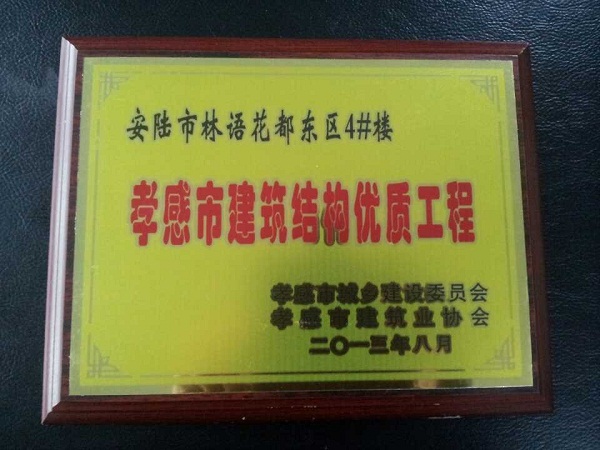 安陆市林语花都东区4#楼
孝感市建筑结构优质工程
孝感市城乡建设委员会
孝感市建筑业协会
二〇一三年八月